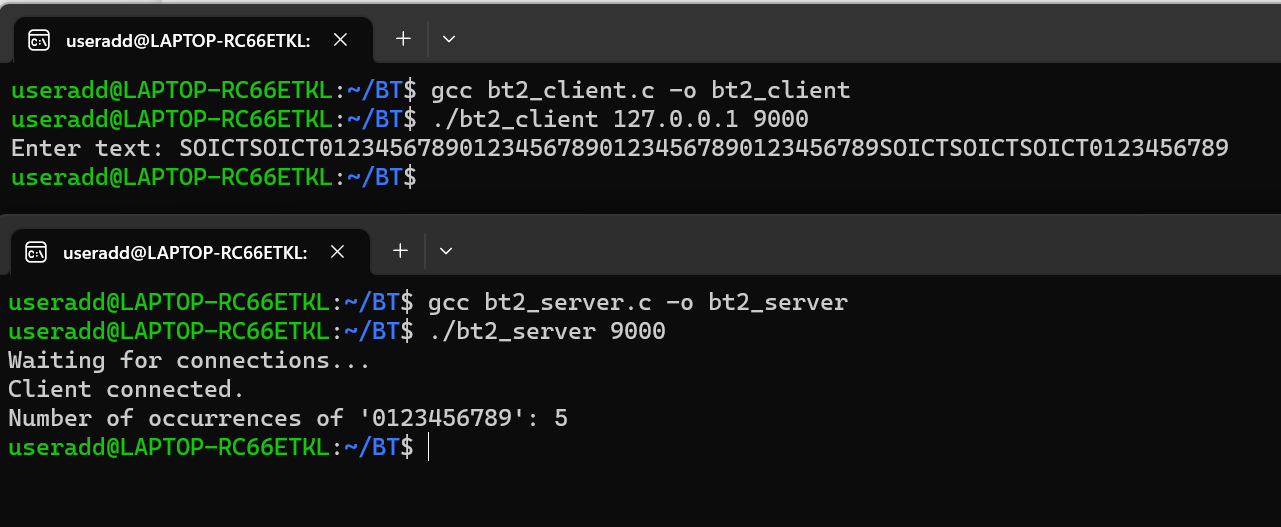 useradd@LAPTOP-RC66ETKL:
useradd@LAPTOP-RC66ETKL:~/BT$ gcc bt2_client.c -o bt2_client
useradd@LAPTOP-RC66ETKL:~/BT$ ./bt2_client 127.0.0.1 9000
Enter text: SOICTSOICT0123456789012345678901234567890123456789SOICTSOICTSOICT0123456789
useradd@LAPTOP-RC66ETKL:~/BT$
useradd@LAPTOP-RC66ETKL:
useradd@LAPTOP-RC66ETKL:~/BT$ gcc bt2_server.c -o bt2_server
useradd@LAPTOP-RC66ETKL:~/BT$ ./bt2_server 9000
Waiting for connections...
Client connected.
Number of occurrences of '0123456789': 5
useradd@LAPTOP-RC66ETKL:~/BT$